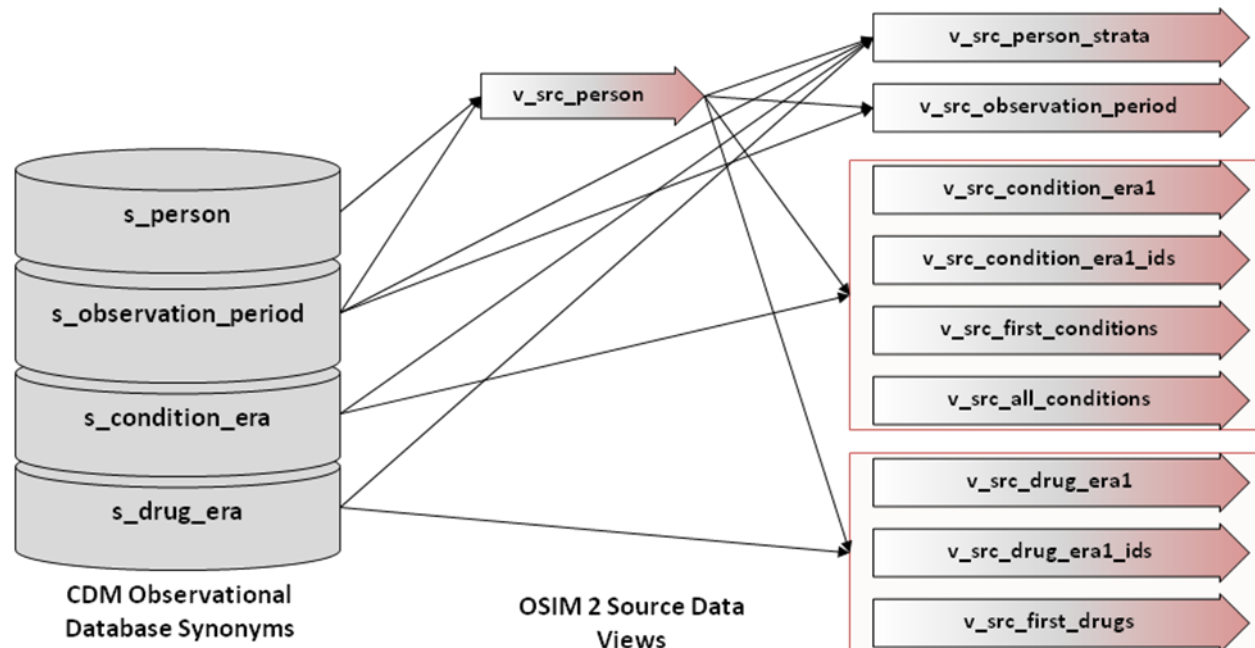 v_src_person_strata
v_src_person
v_src_observation_period
s_person
v_src_condition_era1
v_src_condition_era1_ids
s_observation_period
v_src_first_conditions
v_src_all_conditions
s_condition_era
v_src_drug_era1
s_drug_era
v_src_drug_era1_ids
v_src_first_drugs
CDM Observational
Database Synonyms
OSIM 2 Source Data
Views